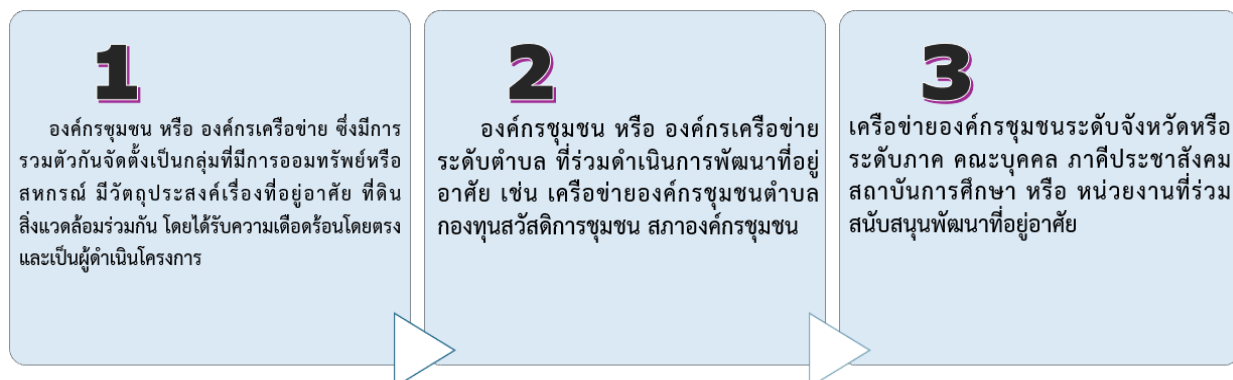 1
องค์กรชุมชน หรือ องค์กรเครือข่าย ซึ่งมีการ
รวมตัวกันจัดตั้งเป็นกลุ่มที่มีการออมทรัพย์หรือ
สหกรณ์ มีวัตถุประสงค์เรื่องที่อยู่อาศัย ที่ดิน
สิ่งแวดล้อมร่วมกัน โดยได้รับความเดือดร้อนโดยตรง
และเป็นผู้ดำเนินโครงการ
2
องค์กรชุมชน หรือ องค์กรเครือข่าย
ระดับตำบล ที่ร่วมดำเนินการพัฒนาที่อยู่
อาศัย เช่น เครือข่ายองค์กรชุมชนตำบล
กองทุนสวัสดิการชุมชน สภาองค์กรชุมชน
3
เครือข่ายองค์กรชุมชนระดับจังหวัดหรือ
ระดับภาค คณะบุคคล ภาคีประชาสังคม
สถาบันการศึกษา หรือ หน่วยงานที่ร่วม
สนับสนุนพัฒนาที่อยู่อาศัย